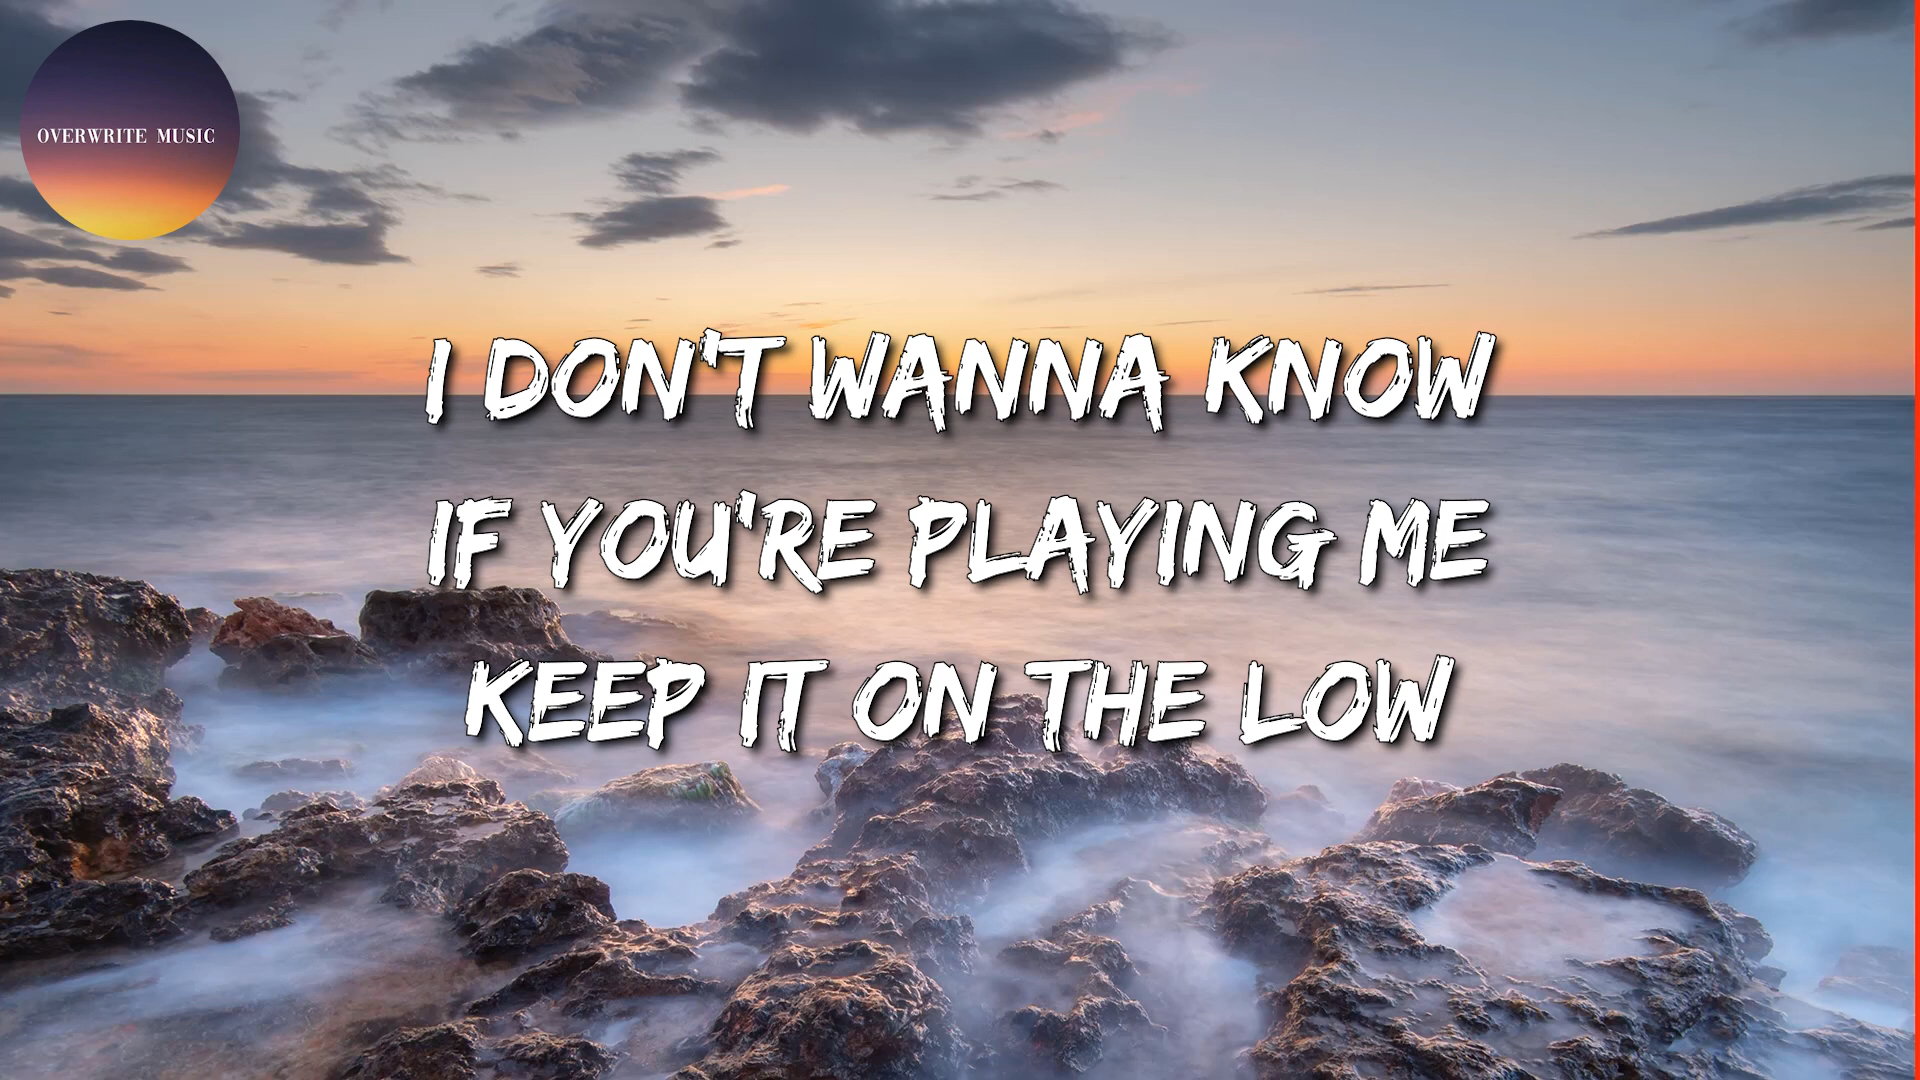 OVERWRITE MUSIC
I DON'T WANNA KNOW
IF YOU'RE PLAYING ME
KEEP IT ON THE LOW